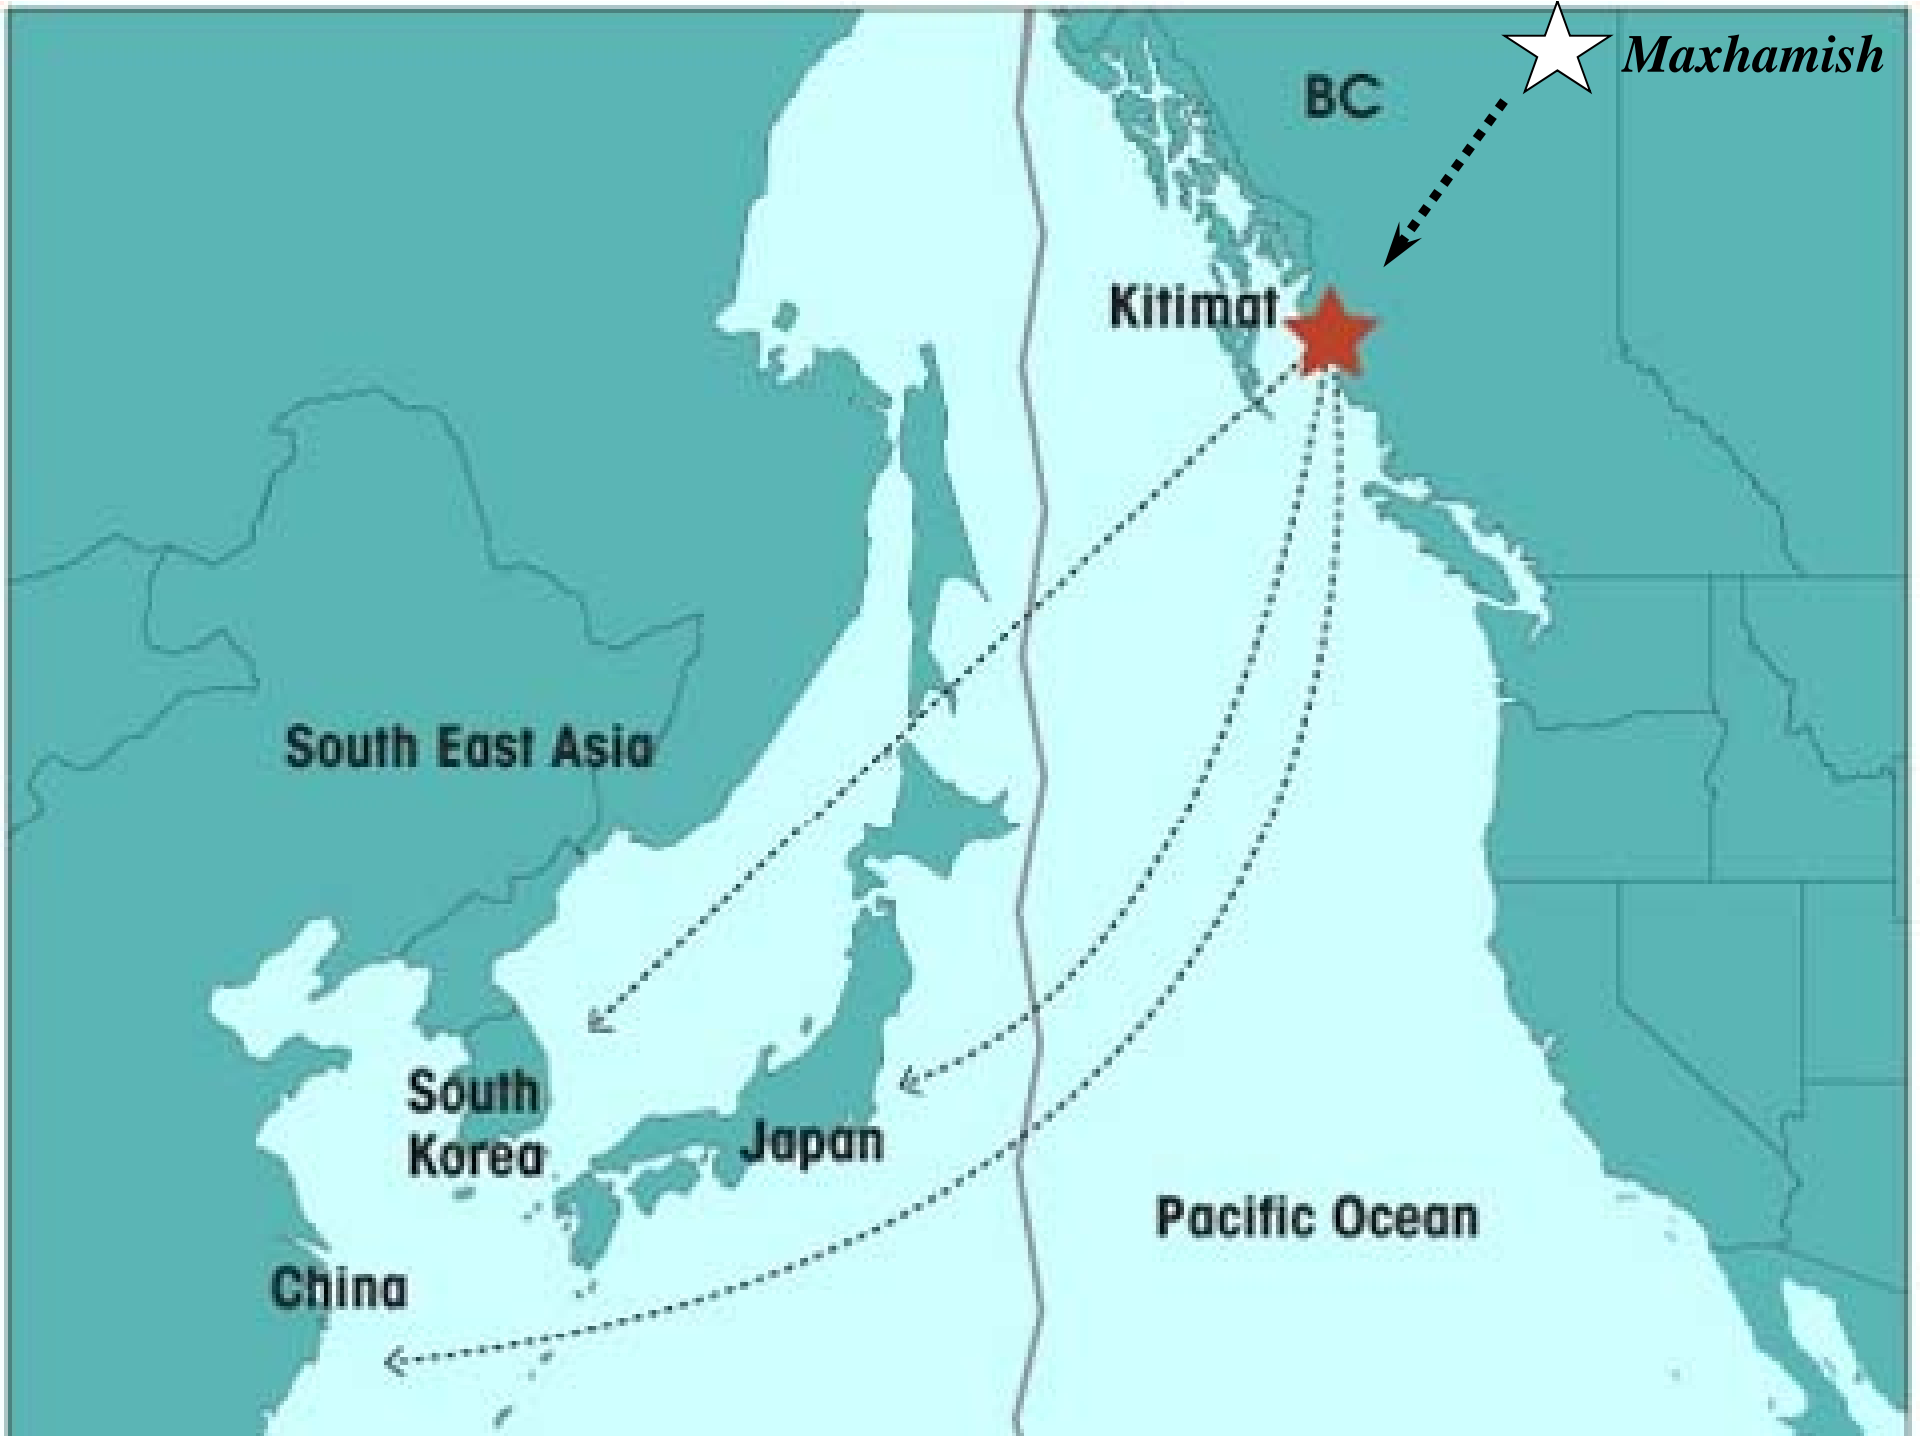 Maxhamish
BC
Kitimat
South East Asia
South
Korea
Japan
Pacific Ocean
China